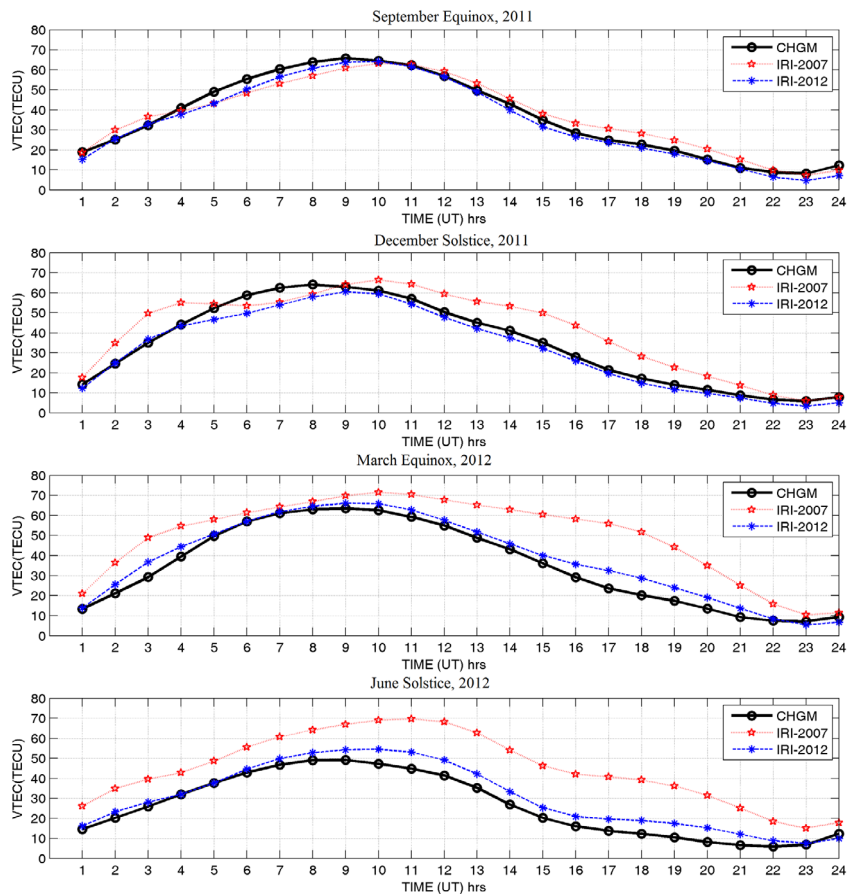 September Equinox, 2011
80
70
60
50
40
30
20
10
0
VTEC(TECU)
CHGM
IRI-2007
IRI-2012
1 2 3 4 5 6 7 8 9 10 11 12 13 14 15 16 17 18 19 20 21 22 23 24
TIME (UT) hrs
December Solstice, 2011
80
70
60
50
40
30
20
10
0
VTEC(TECU)
CHGM
IRI-2007
IRI-2012
1 2 3 4 5 6 7 8 9 10 11 12 13 14 15 16 17 18 19 20 21 22 23 24
TIME (UT) hrs
March Equinox, 2012
80
70
60
50
40
30
20
10
0
VTEC(TECU)
CHGM
IRI-2007
IRI-2012
1 2 3 4 5 6 7 8 9 10 11 12 13 14 15 16 17 18 19 20 21 22 23 24
TIME (UT) hrs
June Solstice, 2012
80
70
60
50
40
30
20
10
0
VTEC(TECU)
CHGM
IRI-2007
IRI-2012
1 2 3 4 5 6 7 8 9 10 11 12 13 14 15 16 17 18 19 20 21 22 23 24
TIME (UT) hrs